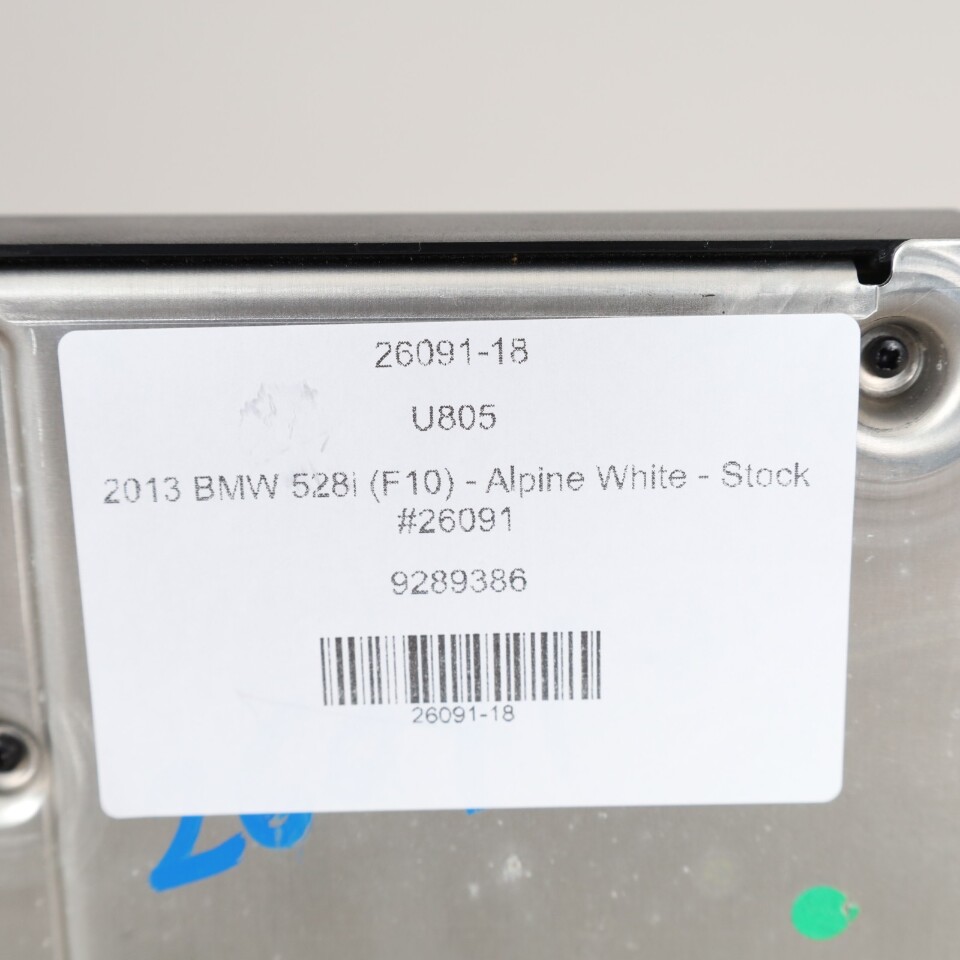 26091-18
U805
2013 BMW 528i (F10) - Alpine White - Stock
#26091
9289386
26091-18